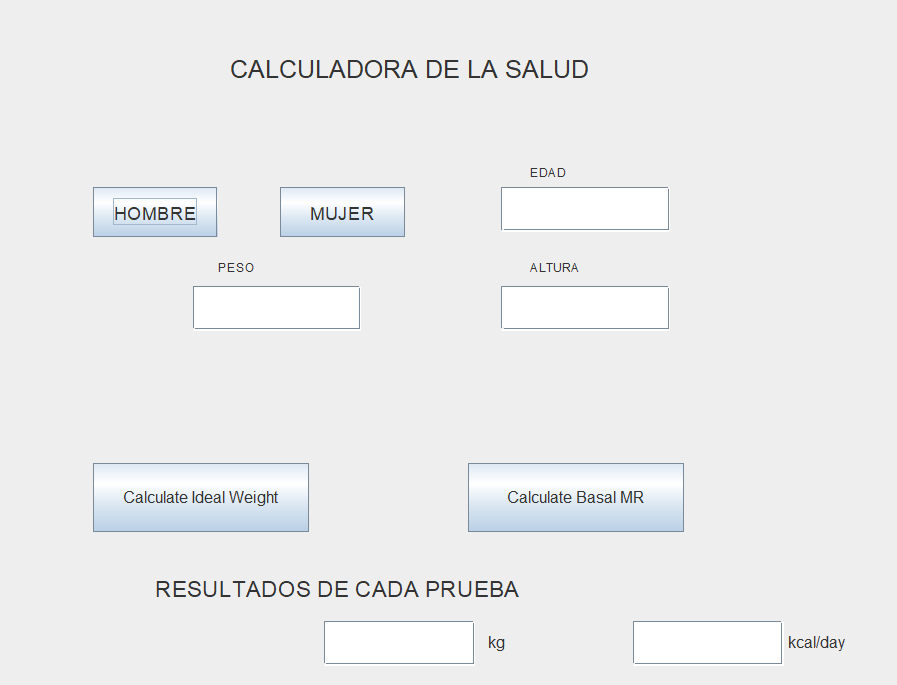 CALCULADORA DE LA SALUD
EDAD
HOMBRE
MUJER
PESO
ALTURA
Calculate Ideal Weight
Calculate Basal MR
RESULTADOS DE CADA PRUEBA
kg
kcal/day